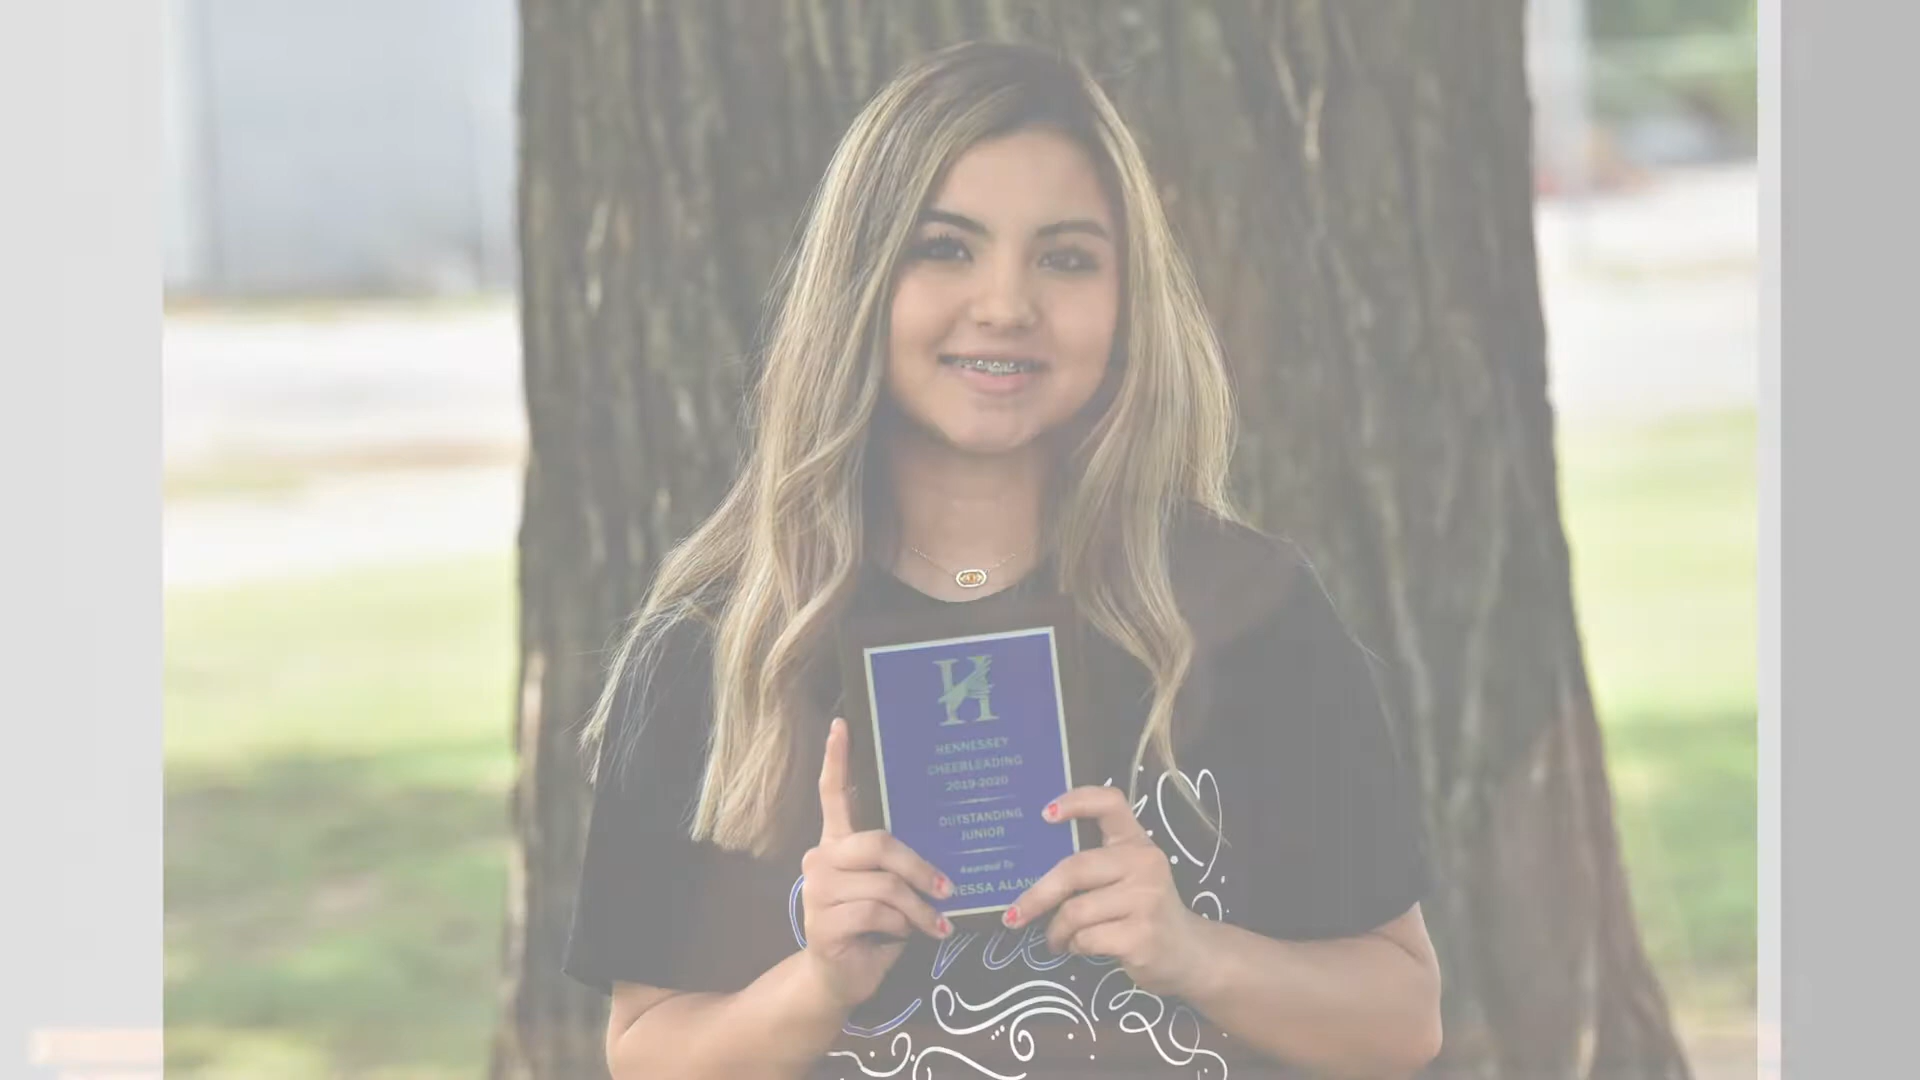 H
HENNESSEY
CHEERLEADING
2019-2020
OUTSTANDING
JUNIOR
Awarded To